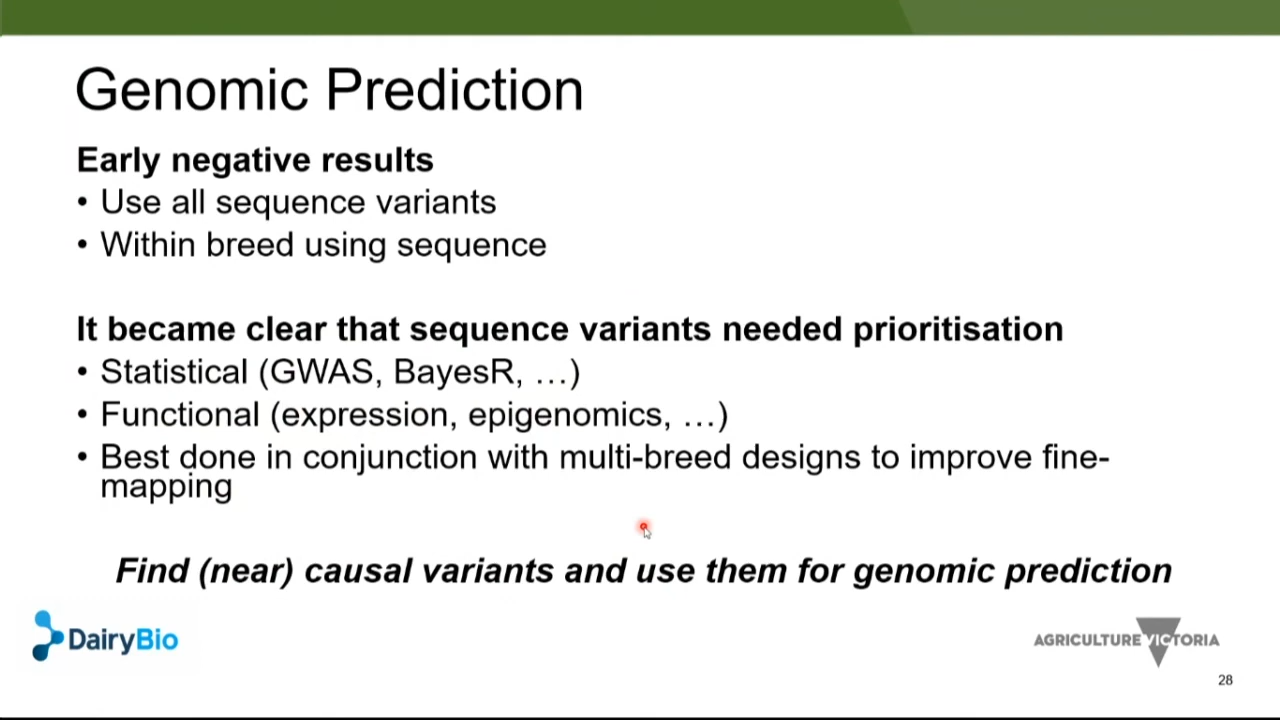 Genomic Prediction
Early negative results
• Use all sequence variants
• Within breed using sequence
It became clear that sequence variants needed prioritisation
• Statistical (GWAS, BayesR, …)
• Functional (expression, epigenomics, …)
• Best done in conjunction with multi-breed designs to improve fine-
mapping
Find (near) causal variants and use them for genomic prediction
DairyBio
AGRICULTURE VICTORIA
28